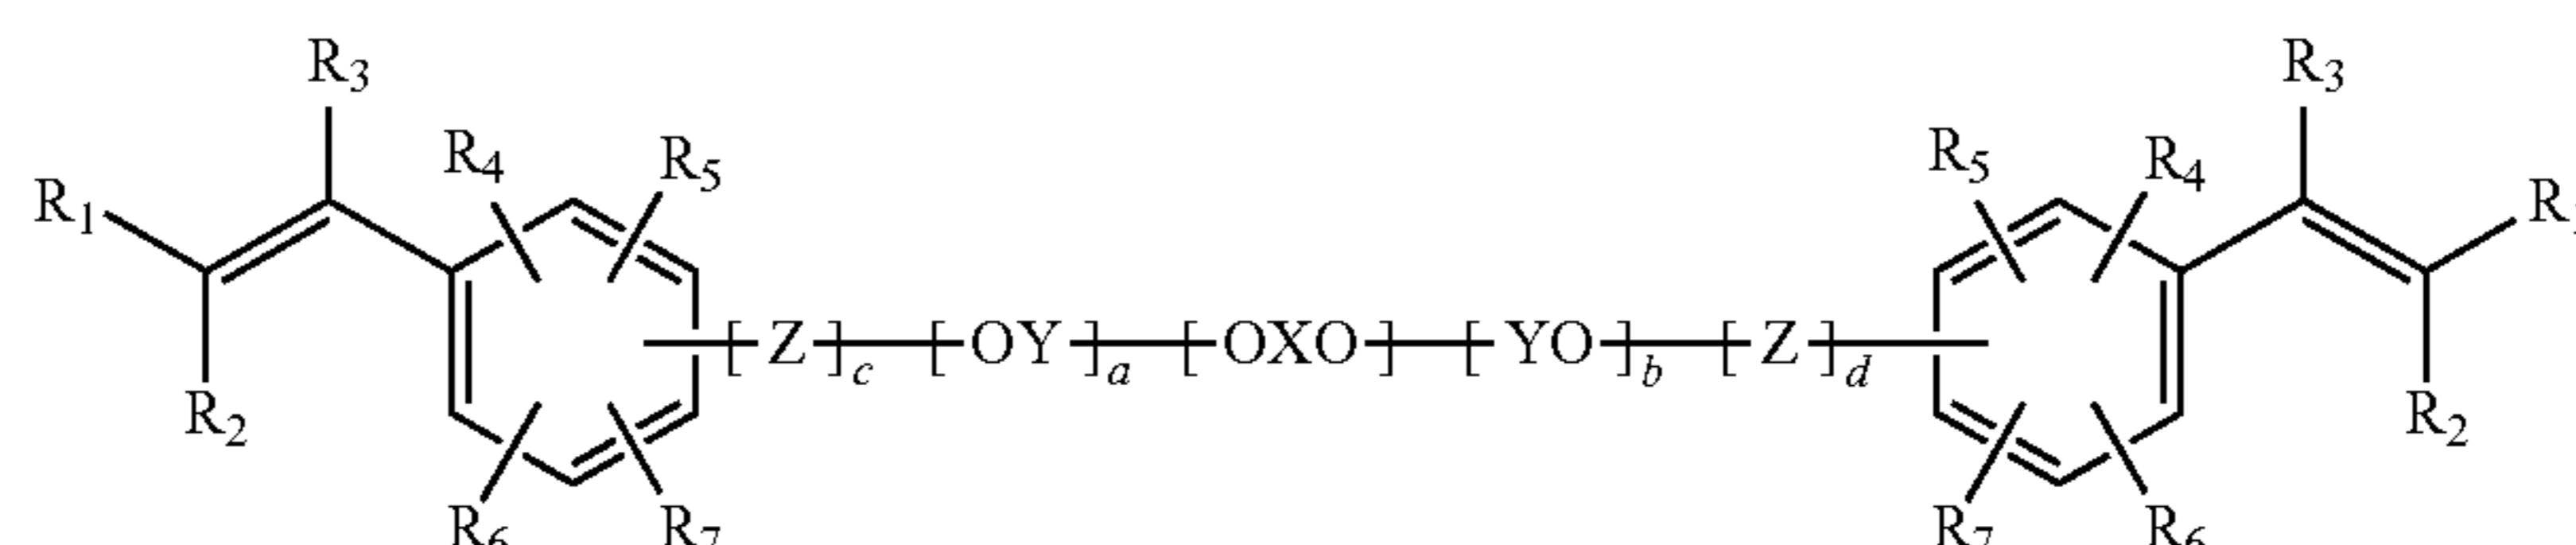 R3 R3
R4 R5 R5 R4
R1 R
[Z]c [OY]a [OXO] [YO]b [Z]d
R2 R2
R6 R7 R7 R6